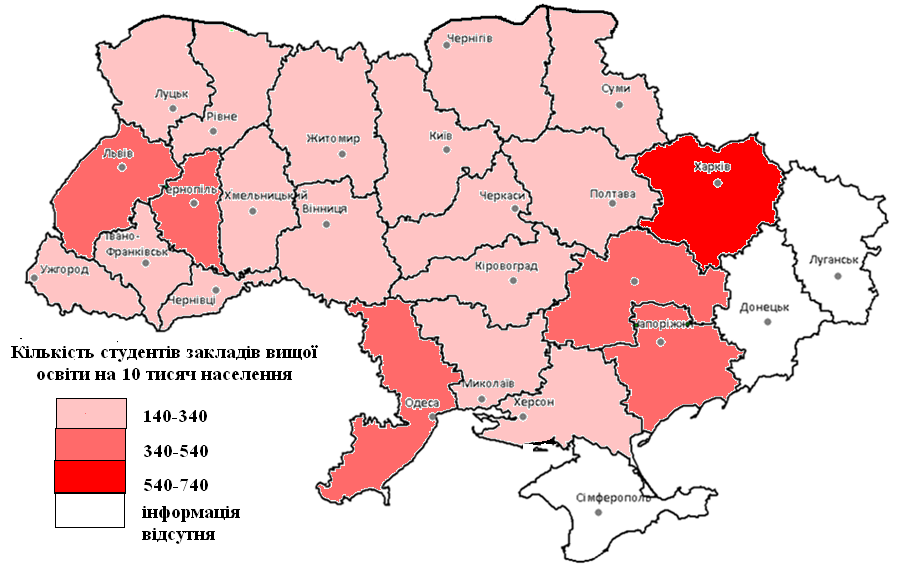 Чернігів
Суми
Луцьк
Рівне
Житомир
Київ
Львів
Харків
Тернопіль
Хмельницький
Вінниця
Черкаси
Полтава
Івано-
Франківськ
Ужгород
Чернівці
Кіровоград
Луганськ
Донецьк
Запоріжжя
Миколаїв
Одеса
Херсон
Сімферополь
Кількість студентів закладів вищої
освіти на 10 тисяч населення
140-340
340-540
540-740
інформація
відсутня